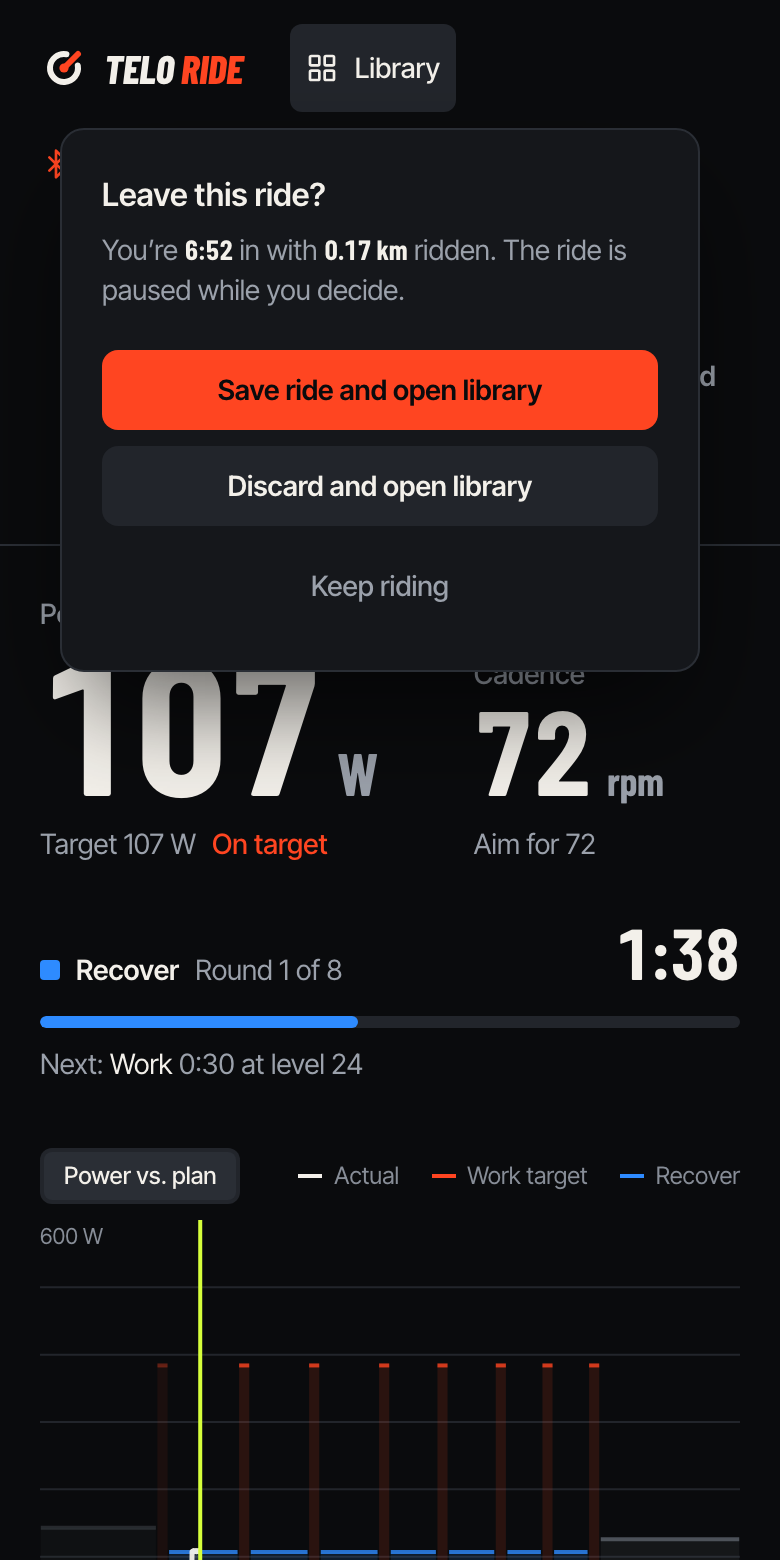 TELO RIDE
Library
Leave this ride?
You’re 6:52 in with 0.17 km ridden. The ride is
paused while you decide.
Save ride and open library
d
Discard and open library
Keep riding
Cadence
107 W
72 rpm
Target 107 W On target
Aim for 72
Recover Round 1 of 8
1:38
Next: Work 0:30 at level 24
Power vs. plan
Actual
Work target
Recover
600 W